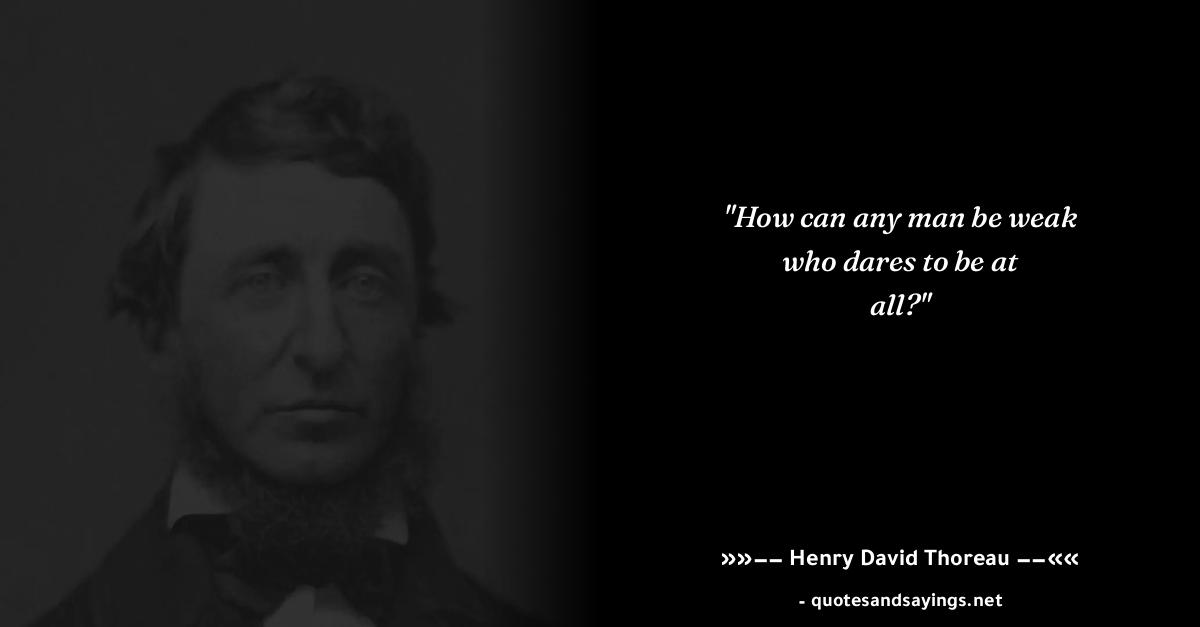 "How can any man be weak
who dares to be at
all?"
»»–– Henry David Thoreau ––««
- quotesandsayings.net